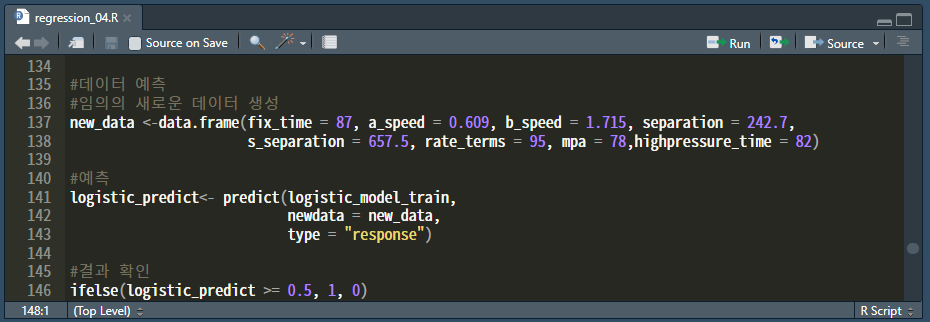 regression_04.R
Source on Save
Run
Source
134
135 #데이터 예측
136 #임의의 새로운 데이터 생성
137 new_data <-data.frame(fix_time = 87, a_speed = 0.609, b_speed = 1.715, separation = 242.7,
138                       s_separation = 657.5, rate_terms = 95, mpa = 78,highpressure_time = 82)
139
140 #예측
141 logistic_predict<- predict(logistic_model_train,
142                            newdata = new_data,
143                            type = "response")
144
145 #결과 확인
146 ifelse(logistic_predict >= 0.5, 1, 0)
148:1 (Top Level) R Script